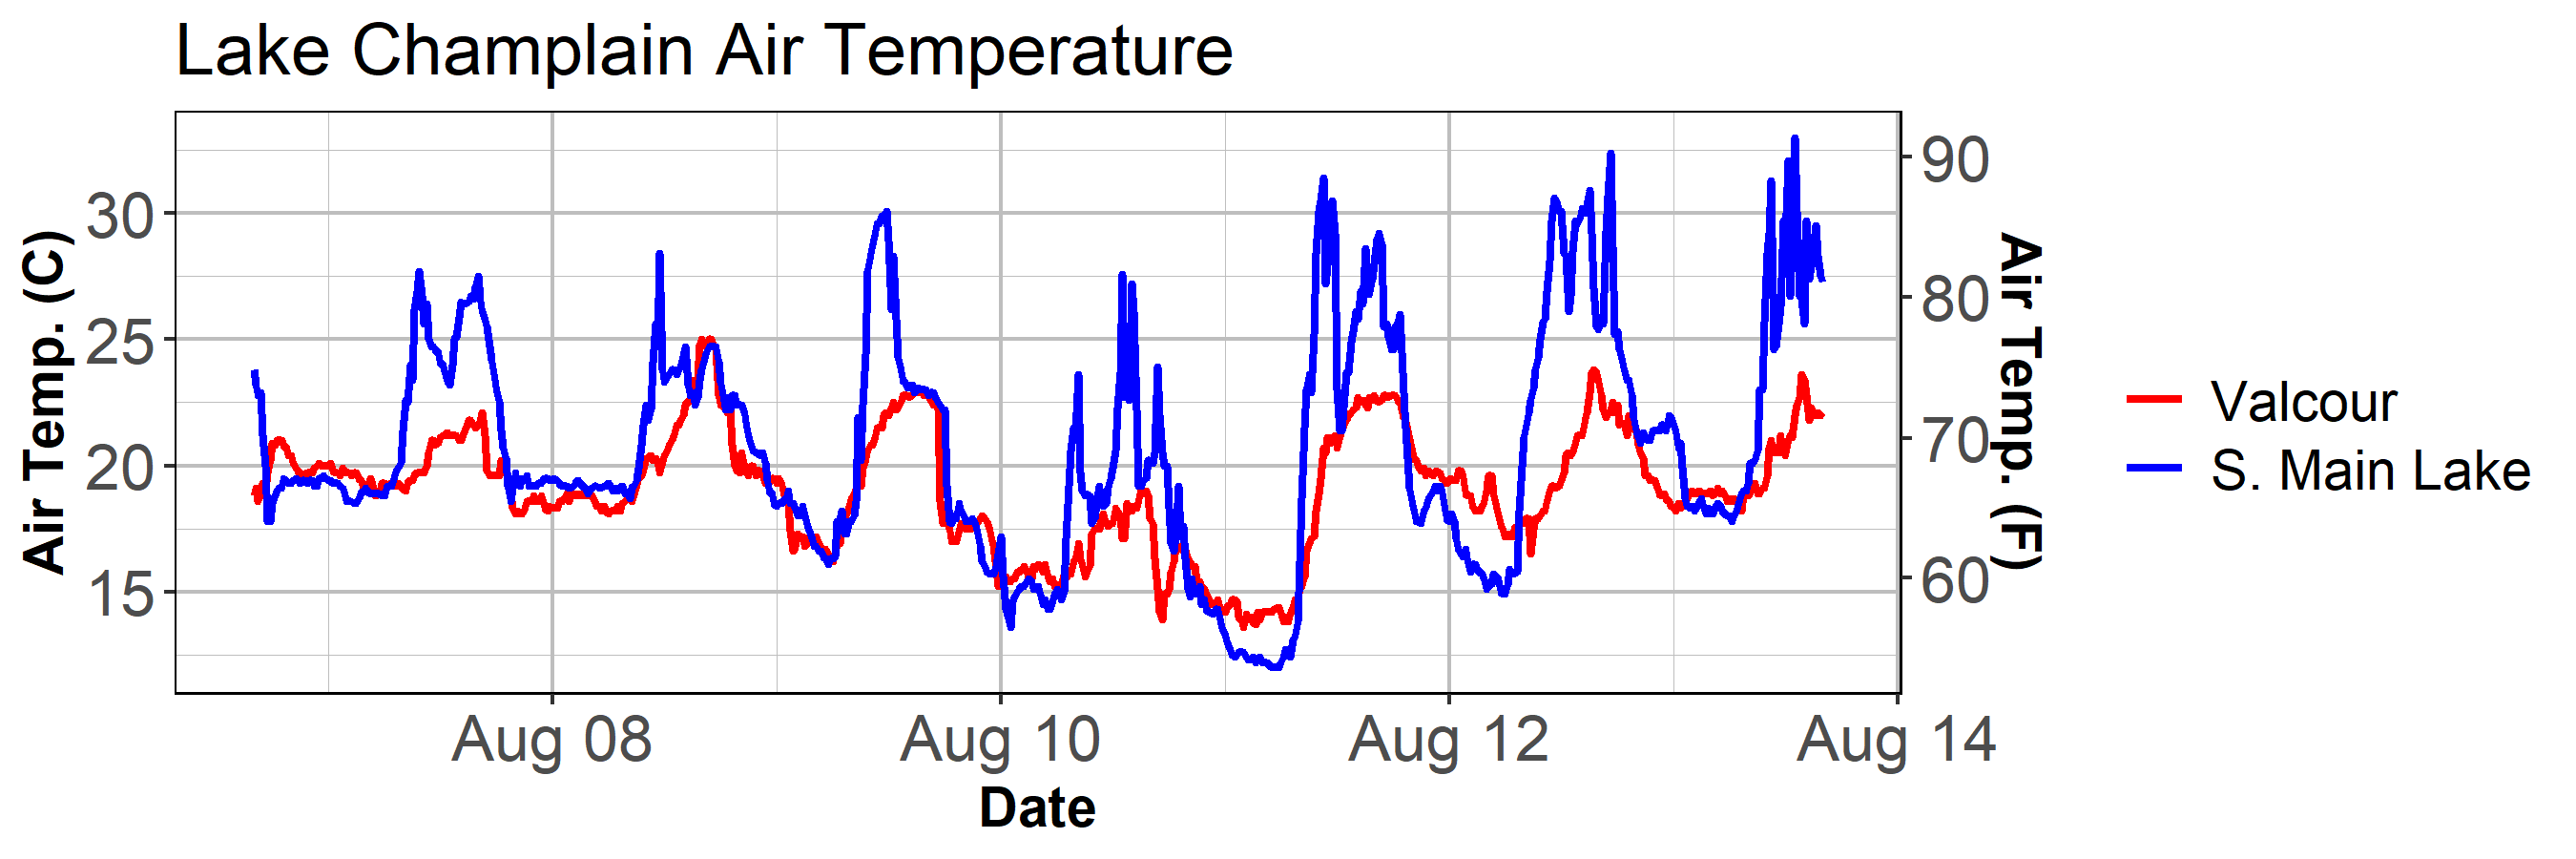 Lake Champlain Air Temperature
Air Temp. (C)
30
25
20
15
90
80
70
60
Air Temp. (F)
Aug 08
Aug 10
Aug 12
Aug 14
Date
Valcour
S. Main Lake